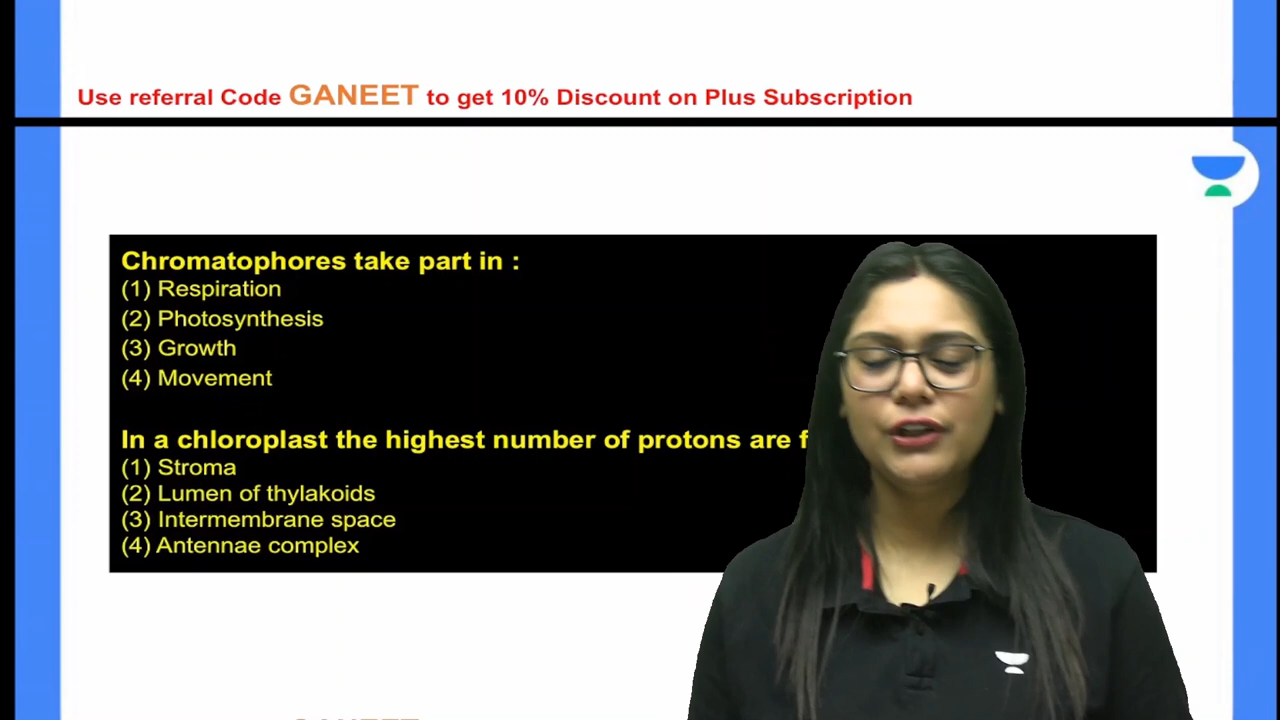 Use referral Code GANEET to get 10% Discount on Plus Subscription
Chromatophores take part in :
(1) Respiration
(2) Photosynthesis
(3) Growth
(4) Movement
In a chloroplast the highest number of protons are
(1) Stroma
(2) Lumen of thylakoids
(3) Intermembrane space
(4) Antennae complex